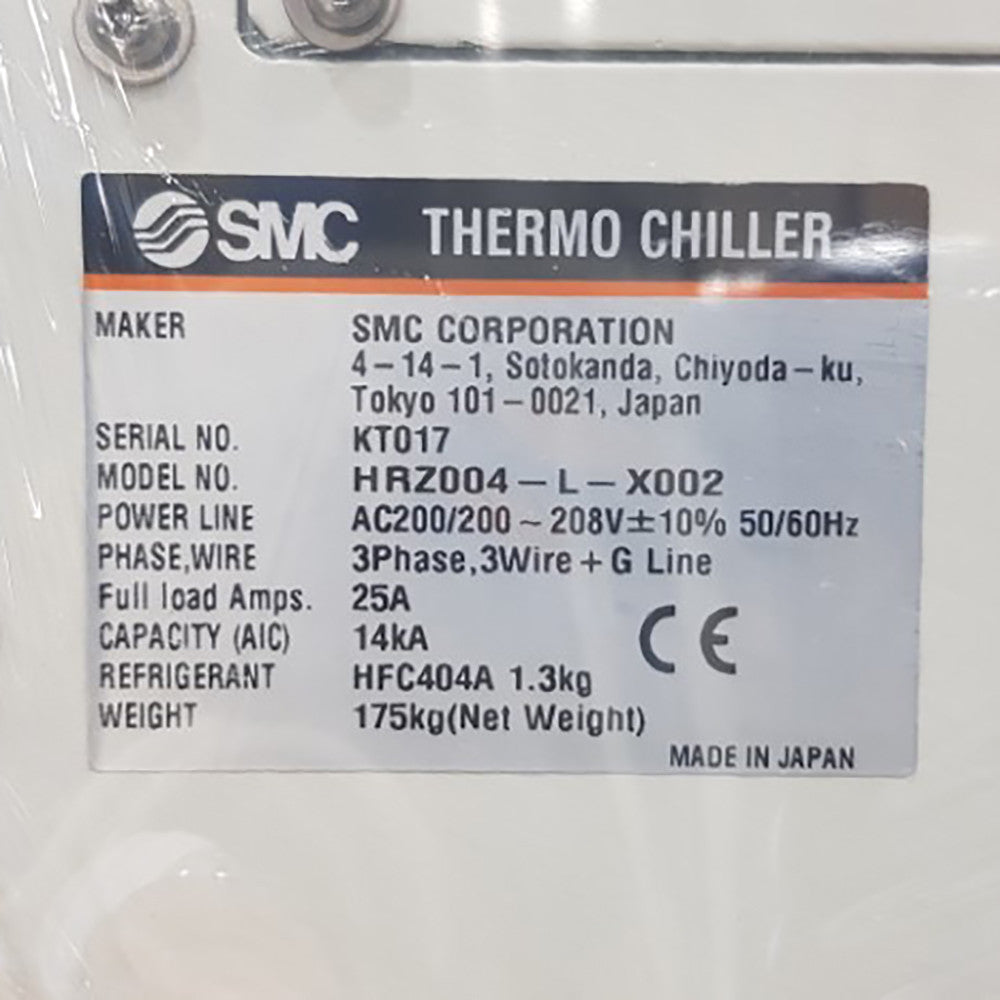 SMC THERMO CHILLER
MAKER SMC CORPORATION
4-14-1, Sotokanda, Chiyoda-ku,
Tokyo 101-0021, Japan
SERIAL NO. KT017
MODEL NO. HRZ004-L-X002
POWER LINE AC200/200~208V±10% 50/60Hz
PHASE,WIRE 3Phase,3Wire+G Line
Full load Amps. 25A
CAPACITY (AIC) 14kA
REFRIGERANT HFC404A 1.3kg
WEIGHT 175kg(Net Weight)
CE
MADE IN JAPAN